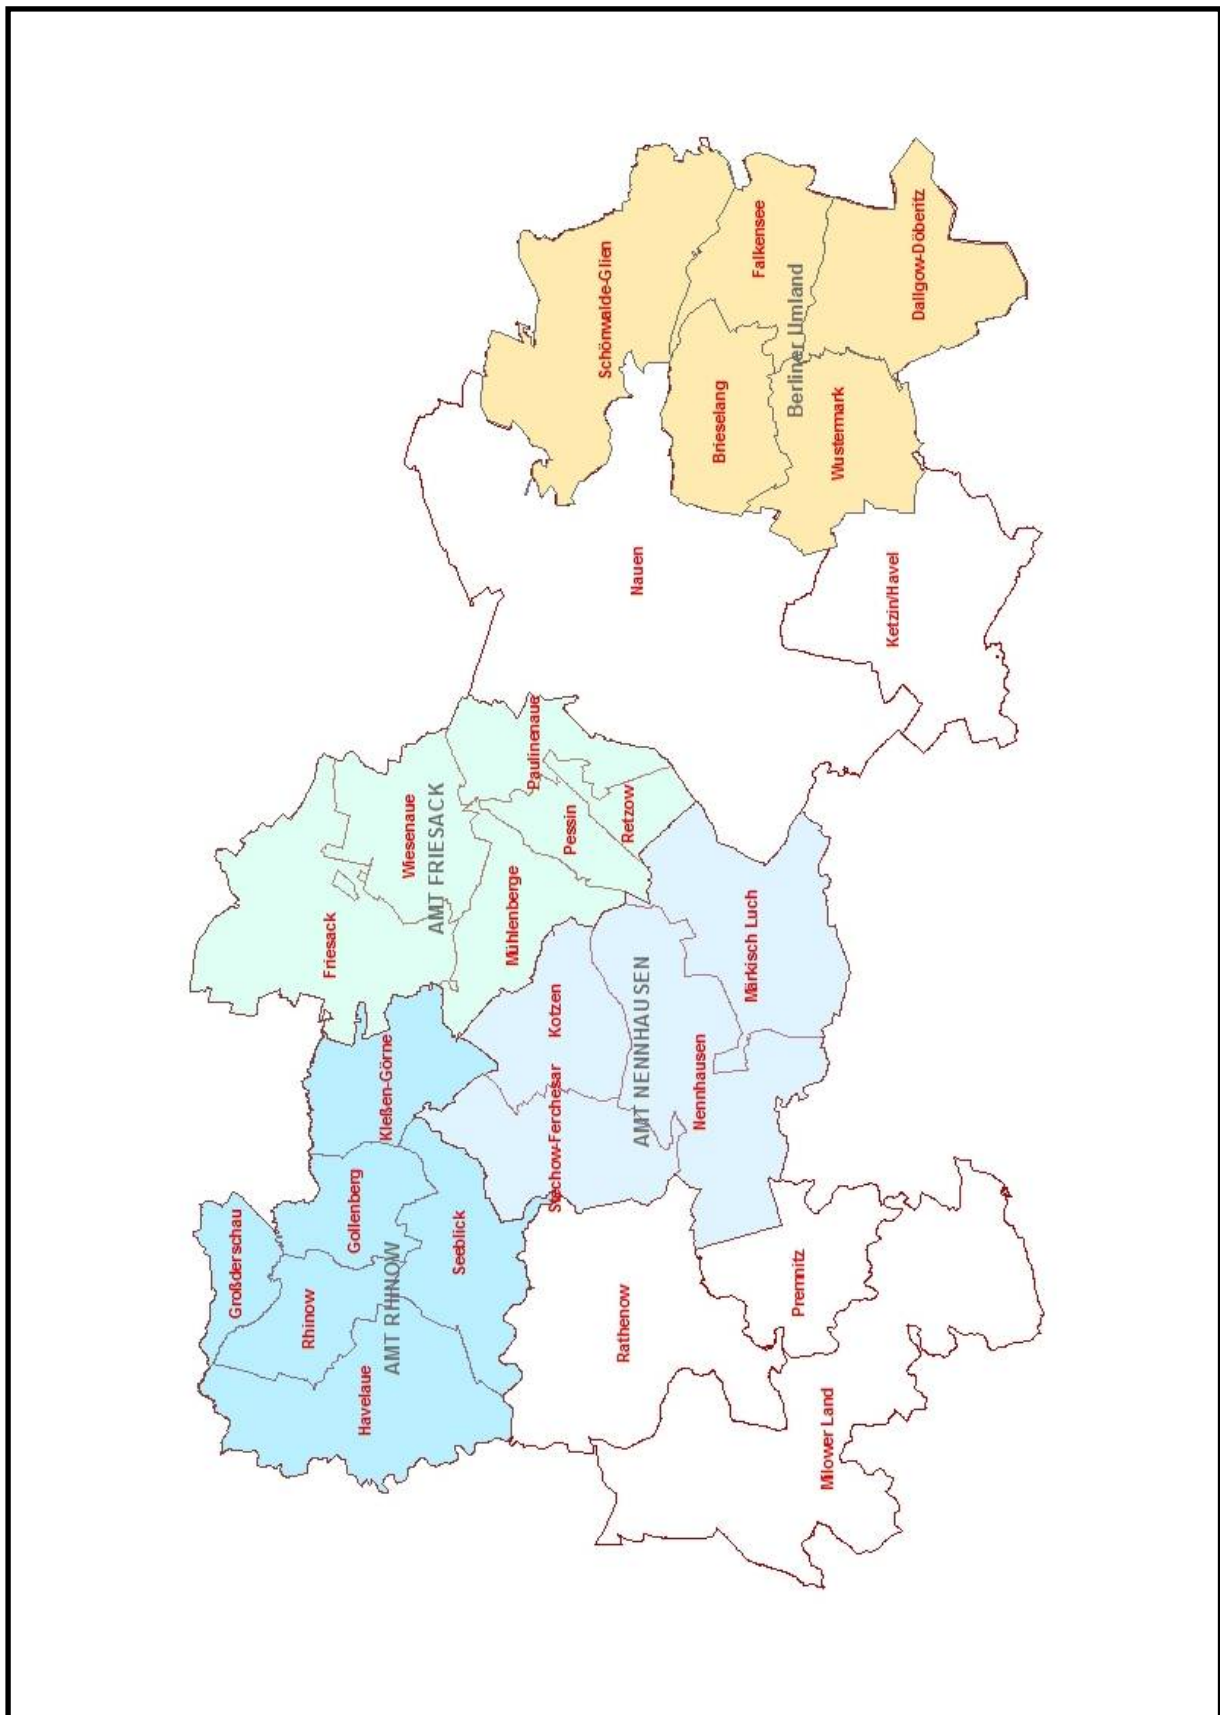 Großderschau
Rhinow
Gollenberg
Havelaue
AMT RHINOW
Seeblick
Kleßen-Görne
Friesack
Wiesenaue
AMT FRIESACK
Mühlenberge
Paulinenaue
Pessin
Retzow
Stechow-Ferchesar
Kotzen
AMT NENNHAUSEN
Nennhausen
Märkisch Luch
Rathenow
Premnitz
Milower Land
Nauen
Ketzin/Havel
Schönwalde-Glien
Brieselang
Falkensee
Berliner Umland
Wustermark
Dallgow-Döberitz